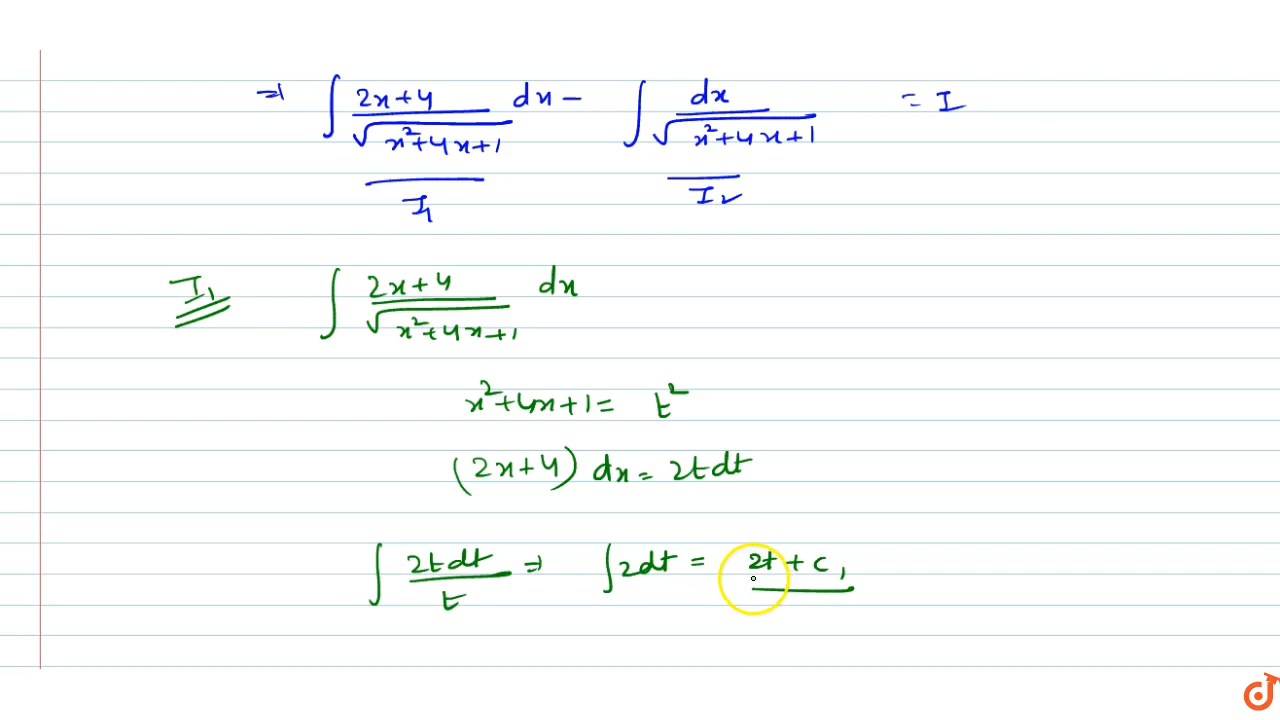 ⇒ ∫ (2x+4)/√(x²+4x+1) dx − ∫ dx/√(x²+4x+1) = I
I₁ I₂
I₁ ∫ (2x+4)/√(x²+4x+1) dx
x²+4x+1 = t²
(2x+4) dx = 2t dt
∫ 2t dt/t ⇒ ∫ 2dt = 2t + c₁